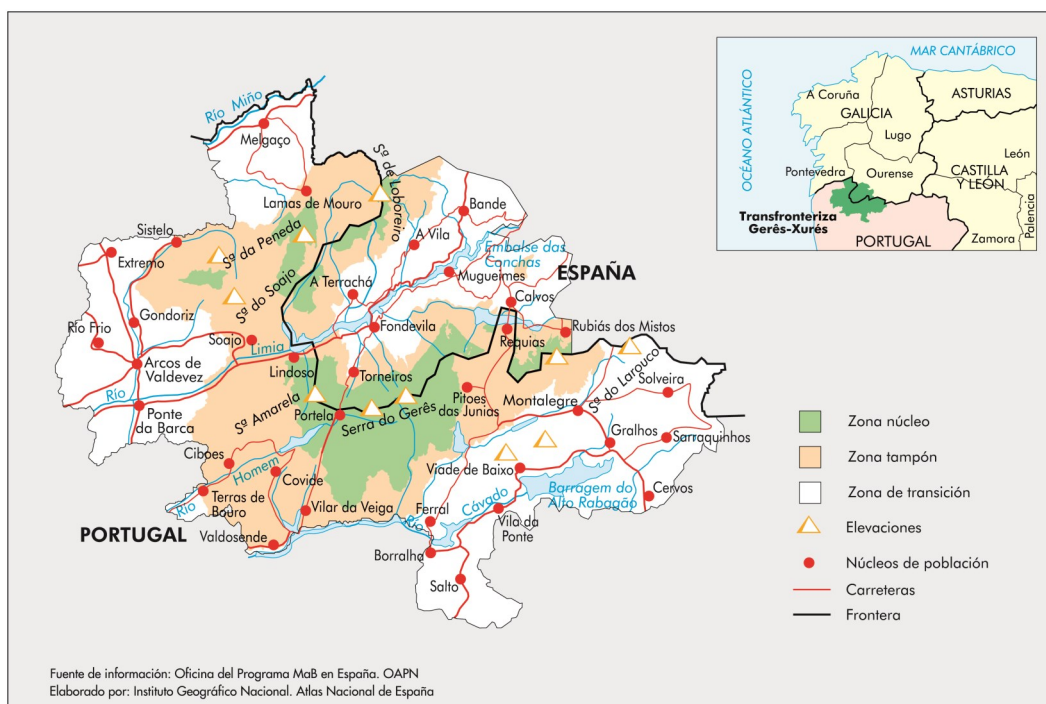 Río Miño
Melgaço
Sª de Loboreiro
Lamas de Mouro
Bande
Sistelo
Sª da Peneda
A Vila
Embalse das
Conchas
Extremo
ESPAÑA
Mugueimes
Sª do Soajo
A Terrachá
Calvos
Gondoriz
Río Frio
Fondevila
Rubiás dos Mistos
Requias
Soajo
Limia
Arcos de
Valdevez
Lindoso
Torneiros
Sª do Larouco
Solveira
Río
Pitoes
das Junias
Montalegre
Ponte
da Barca
Sª Amarela
Portela
Serra do Gerês
Gralhos
Sarraquinhos
Ciboes
Homem
Viade de Baixo
Covide
Barragem do
Alto Rabagão
Cervos
Río
Terras de
Bouro
Vilar da Veiga
Ferral
Cávado
Río
Vila da
Ponte
PORTUGAL
Valdosende
Borralha
Salto
MAR CANTÁBRICO
OCÉANO ATLÁNTICO
A Coruña
ASTURIAS
GALICIA
Lugo
León
Pontevedra
Ourense
CASTILLA
Y LEÓN
Palencia
Transfronteriza
Gerês-Xurés
PORTUGAL
Zamora
Zona núcleo
Zona tampón
Zona de transición
Elevaciones
Núcleos de población
Carreteras
Frontera
Fuente de información: Oficina del Programa MaB en España. OAPN
Elaborado por: Instituto Geográfico Nacional. Atlas Nacional de España